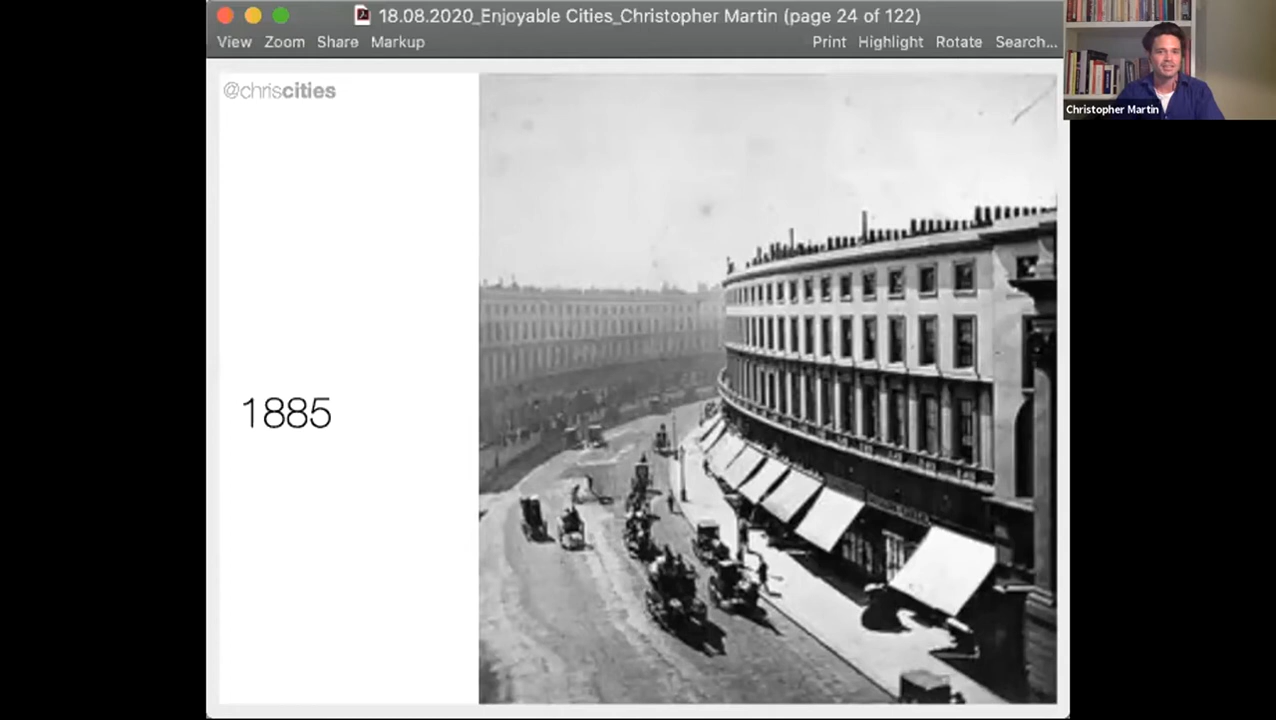 18.08.2020_Enjoyable Cities_Christopher Martin (page 24 of 122)
View Zoom Share Markup
Print Highlight Rotate Search...
Christopher Martin
@chriscities
1885